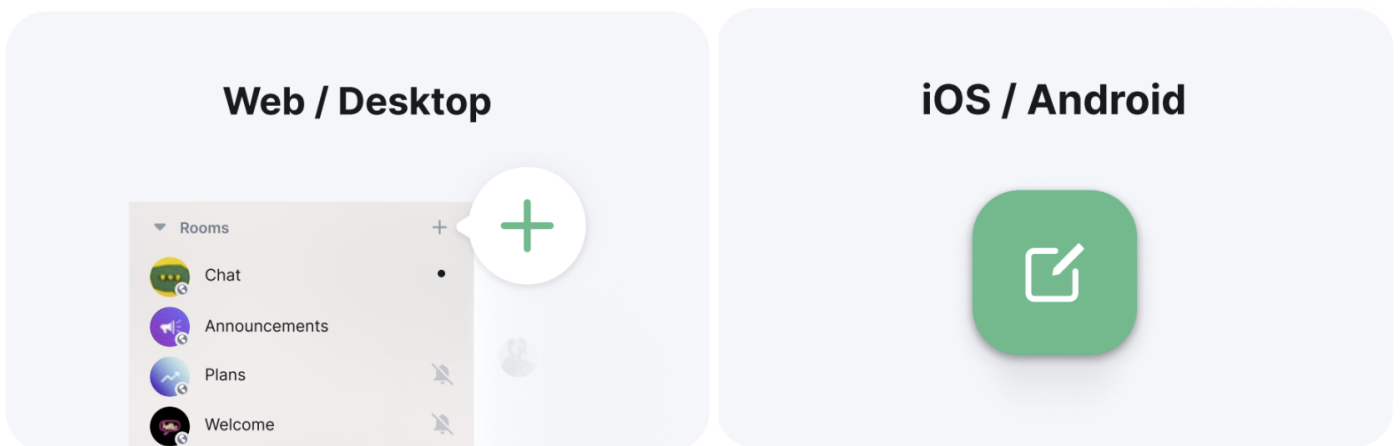 Web / Desktop
Rooms
Chat
Announcements
Plans
Welcome
iOS / Android